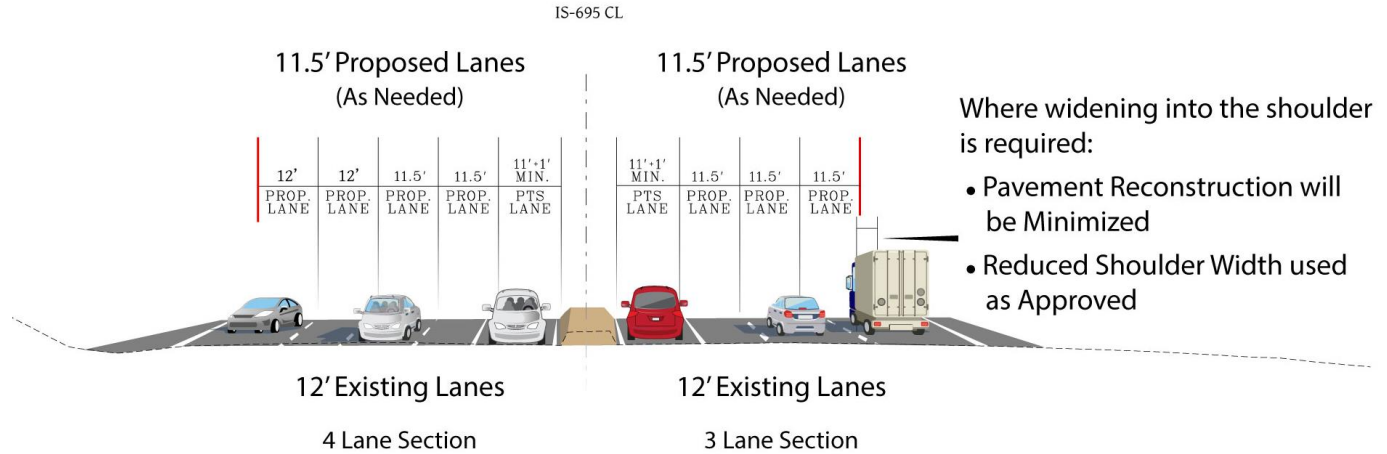 IS-695 CL
11.5' Proposed Lanes
(As Needed)
11.5' Proposed Lanes
(As Needed)
12' 12' 11.5' 11.5' 11'+1' MIN.
PROP. LANE PROP. LANE PROP. LANE PROP. LANE PTS LANE
11'+1' MIN. 11.5' 11.5' 11.5'
PTS LANE PROP. LANE PROP. LANE PROP. LANE
Where widening into the shoulder
is required:
• Pavement Reconstruction will
be Minimized
• Reduced Shoulder Width used
as Approved
12' Existing Lanes
4 Lane Section
12' Existing Lanes
3 Lane Section